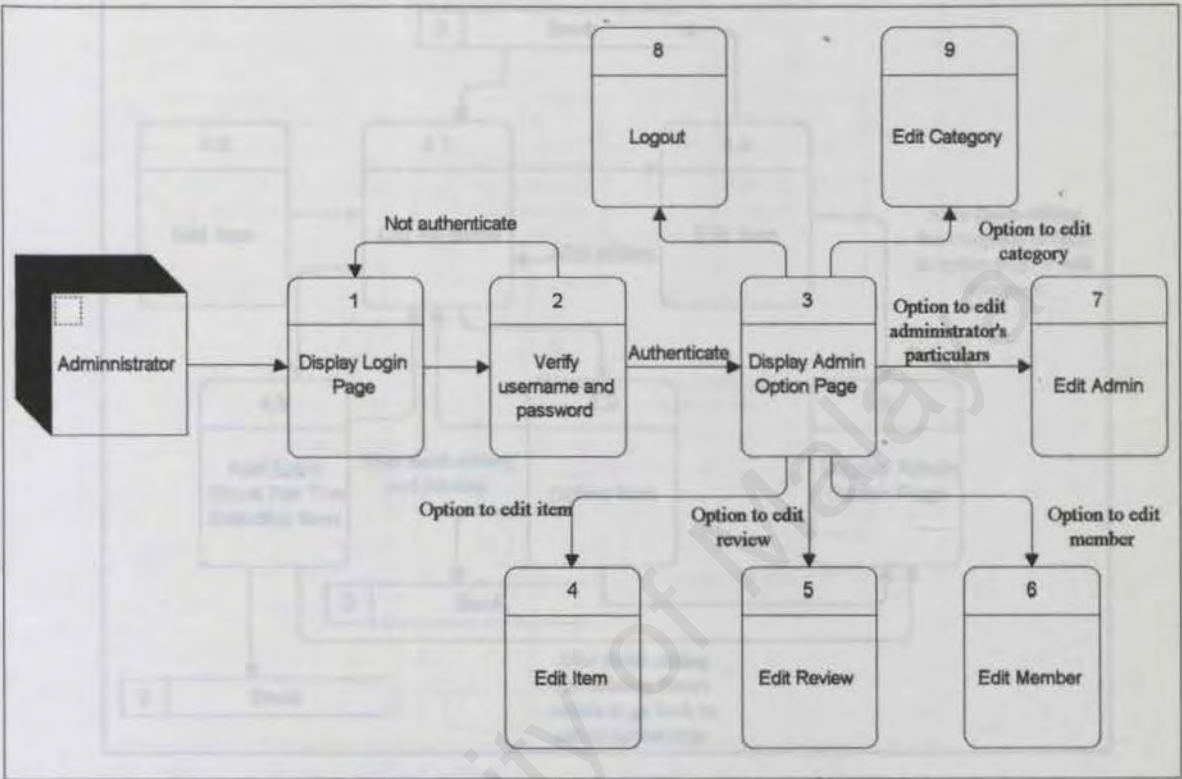 8
Logout
9
Edit Category
Not authenticate
Option to edit
category
Adminnistrator
1
Display Login
Page
2
Verify
username and
password
Authenticate
3
Display Admin
Option Page
Option to edit
administrator's
particulars
7
Edit Admin
Option to edit item
Option to edit
review
Option to edit
member
4
Edit Item
5
Edit Review
6
Edit Member